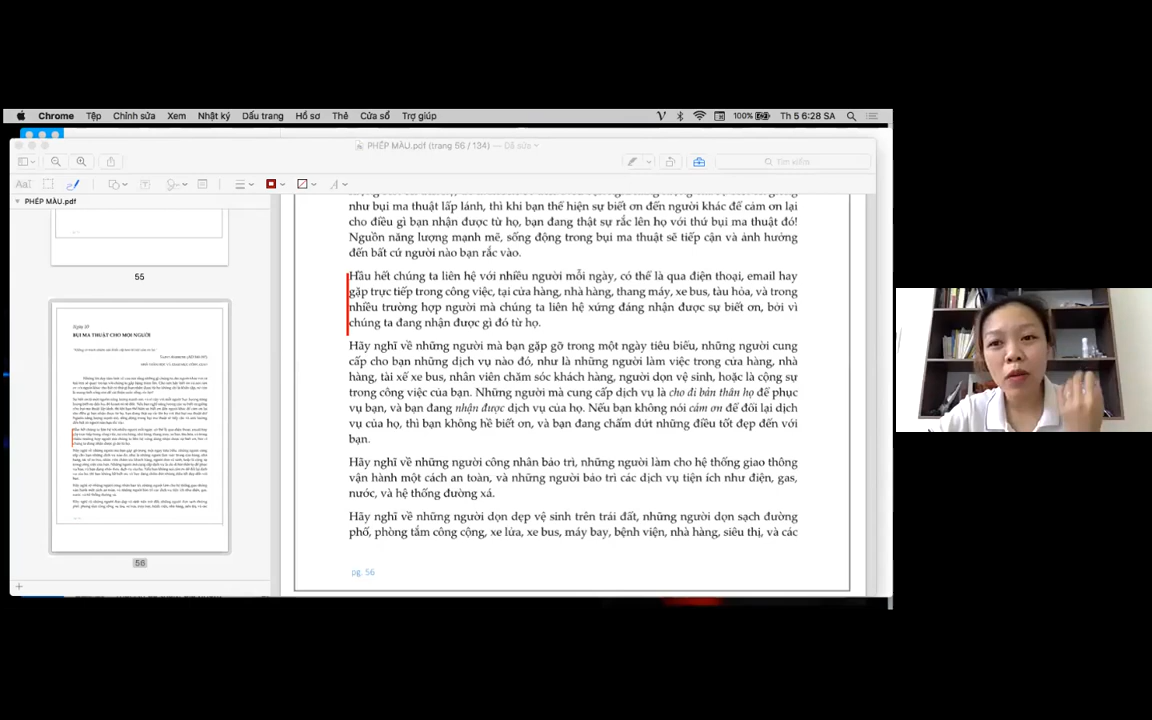 Chrome Tệp Chỉnh sửa Xem Nhật ký Dấu trang Hồ sơ Thẻ Cửa sổ Trợ giúp 100% Th 5 6:28 SA
PHÉP MÀU.pdf (trang 56 / 134) — Đã sửa
Tìm kiếm
PHÉP MÀU.pdf
55
BỤI MA THUẬT CHO MỌI NGƯỜI
56
như bụi ma thuật lấp lánh, thì khi bạn thể hiện sự biết ơn đến người khác để cảm ơn lại
cho điều gì bạn nhận được từ họ, bạn đang thật sự rắc lên họ với thứ bụi ma thuật đó!
Nguồn năng lượng mạnh mẽ, sống động trong bụi ma thuật sẽ tiếp cận và ảnh hưởng
đến bất cứ người nào bạn rắc vào.
Hầu hết chúng ta liên hệ với nhiều người mỗi ngày, có thể là qua điện thoại, email hay
gặp trực tiếp trong công việc, tại cửa hàng, nhà hàng, thang máy, xe bus, tàu hỏa, và trong
nhiều trường hợp người mà chúng ta liên hệ xứng đáng nhận được sự biết ơn, bởi vì
chúng ta đang nhận được gì đó từ họ.
Hãy nghĩ về những người mà bạn gặp gỡ trong một ngày tiêu biểu, những người cung
cấp cho bạn những dịch vụ nào đó, như là những người làm việc trong cửa hàng, nhà
hàng, tài xế xe bus, nhân viên chăm sóc khách hàng, người dọn vệ sinh, hoặc là cộng sự
trong công việc của bạn. Những người mà cung cấp dịch vụ là cho đi bản thân họ để phục
vụ bạn, và bạn đang nhận được dịch vụ của họ. Nếu bạn không nói cảm ơn để đổi lại dịch
vụ của họ, thì bạn không hề biết ơn, và bạn đang chấm dứt những điều tốt đẹp đến với
bạn.
Hãy nghĩ về những người công nhân bảo trì, những người làm cho hệ thống giao thông
vận hành một cách an toàn, và những người bảo trì các dịch vụ tiện ích như điện, gas,
nước, và hệ thống đường xá.
Hãy nghĩ về những người dọn dẹp vệ sinh trên trái đất, những người dọn sạch đường
phố, phòng tắm công cộng, xe lửa, xe bus, máy bay, bệnh viện, nhà hàng, siêu thị, và các
pg. 56